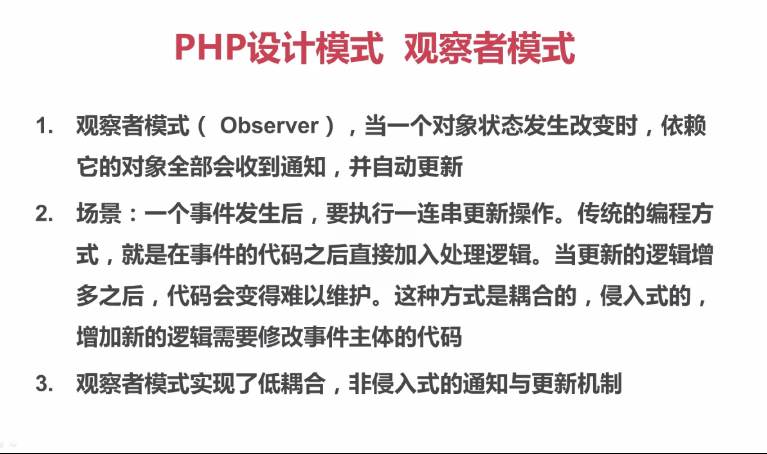 PHP设计模式 观察者模式
1. 观察者模式（ Observer），当一个对象状态发生改变时，依赖
它的对象全部会收到通知，并自动更新
2. 场景：一个事件发生后，要执行一连串更新操作。传统的编程方
式，就是在事件的代码之后直接加入处理逻辑。当更新的逻辑增
多之后，代码会变得难以维护。这种方式是耦合的，侵入式的，
增加新的逻辑需要修改事件主体的代码
3. 观察者模式实现了低耦合，非侵入式的通知与更新机制